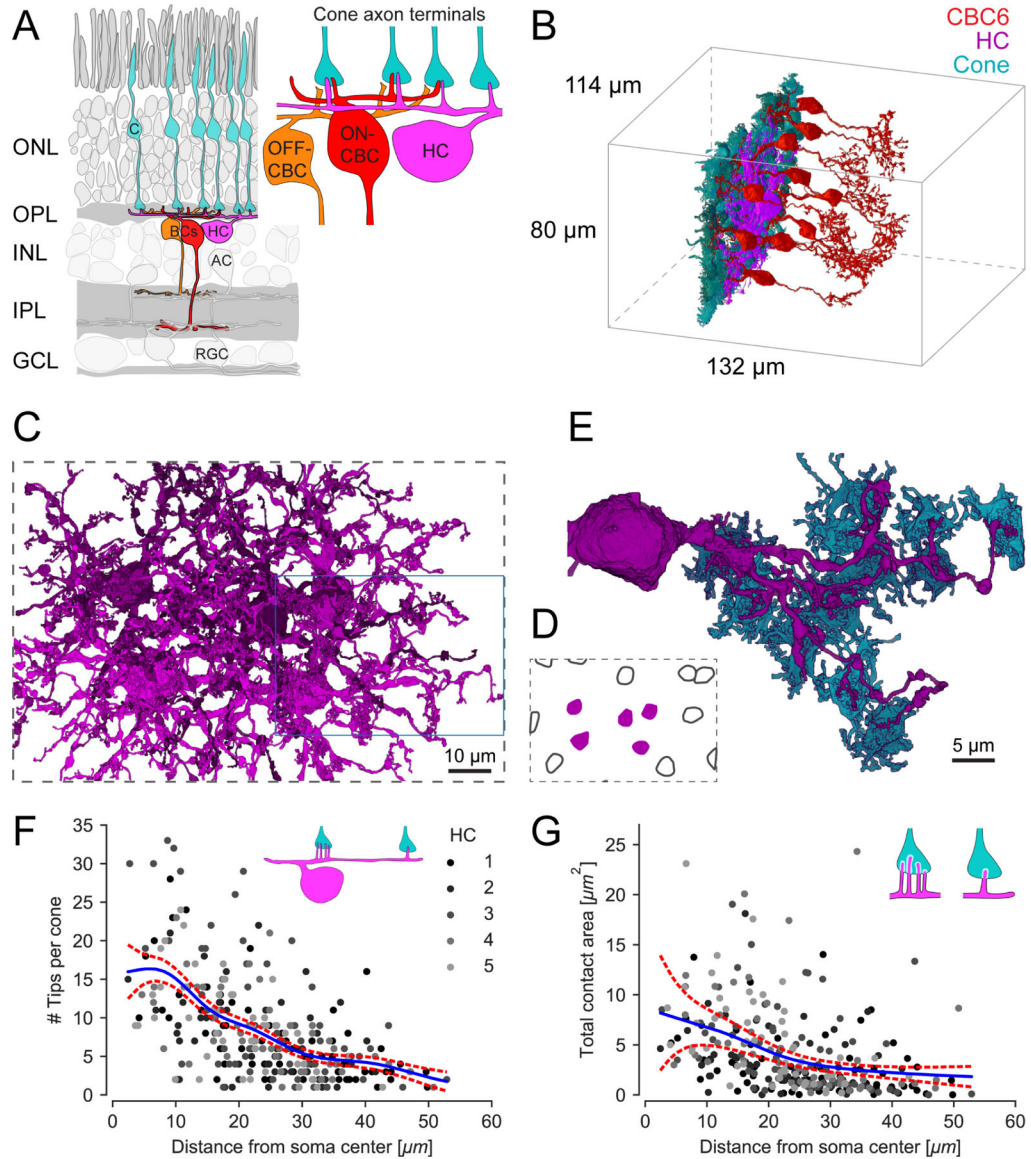 A
Cone axon terminals
C
ONL
OPL
INL
IPL
GCL
BCs
HC
AC
RGC
OFF-
CBC
ON-
CBC
HC
B
CBC6
HC
Cone
114 µm
80 µm
132 µm
C
10 µm
D
E
5 µm
F
# Tips per cone
35
30
25
20
15
10
5
0
0
10
20
30
40
50
60
Distance from soma center [µm]
HC
1
2
3
4
5
G
Total contact area [µm²]
25
20
15
10
5
0
0
10
20
30
40
50
60
Distance from soma center [µm]